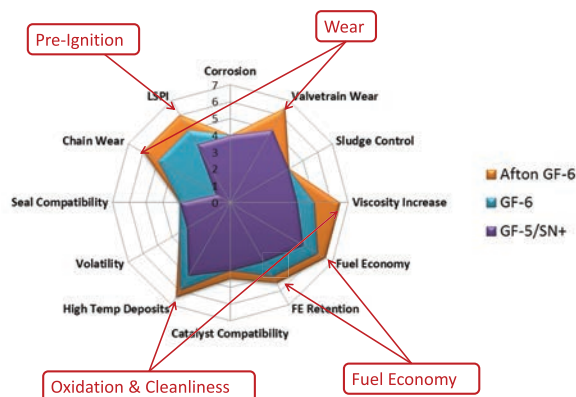 Pre-Ignition
Wear
Corrosion
LSPI
Valvetrain Wear
Chain Wear
Sludge Control
Seal Compatibility
Viscosity Increase
Volatility
Fuel Economy
High Temp Deposits
FE Retention
Catalyst Compatibility
7
6
5
4
3
2
1
0
Afton GF-6
GF-6
GF-5/SN+
Oxidation & Cleanliness
Fuel Economy